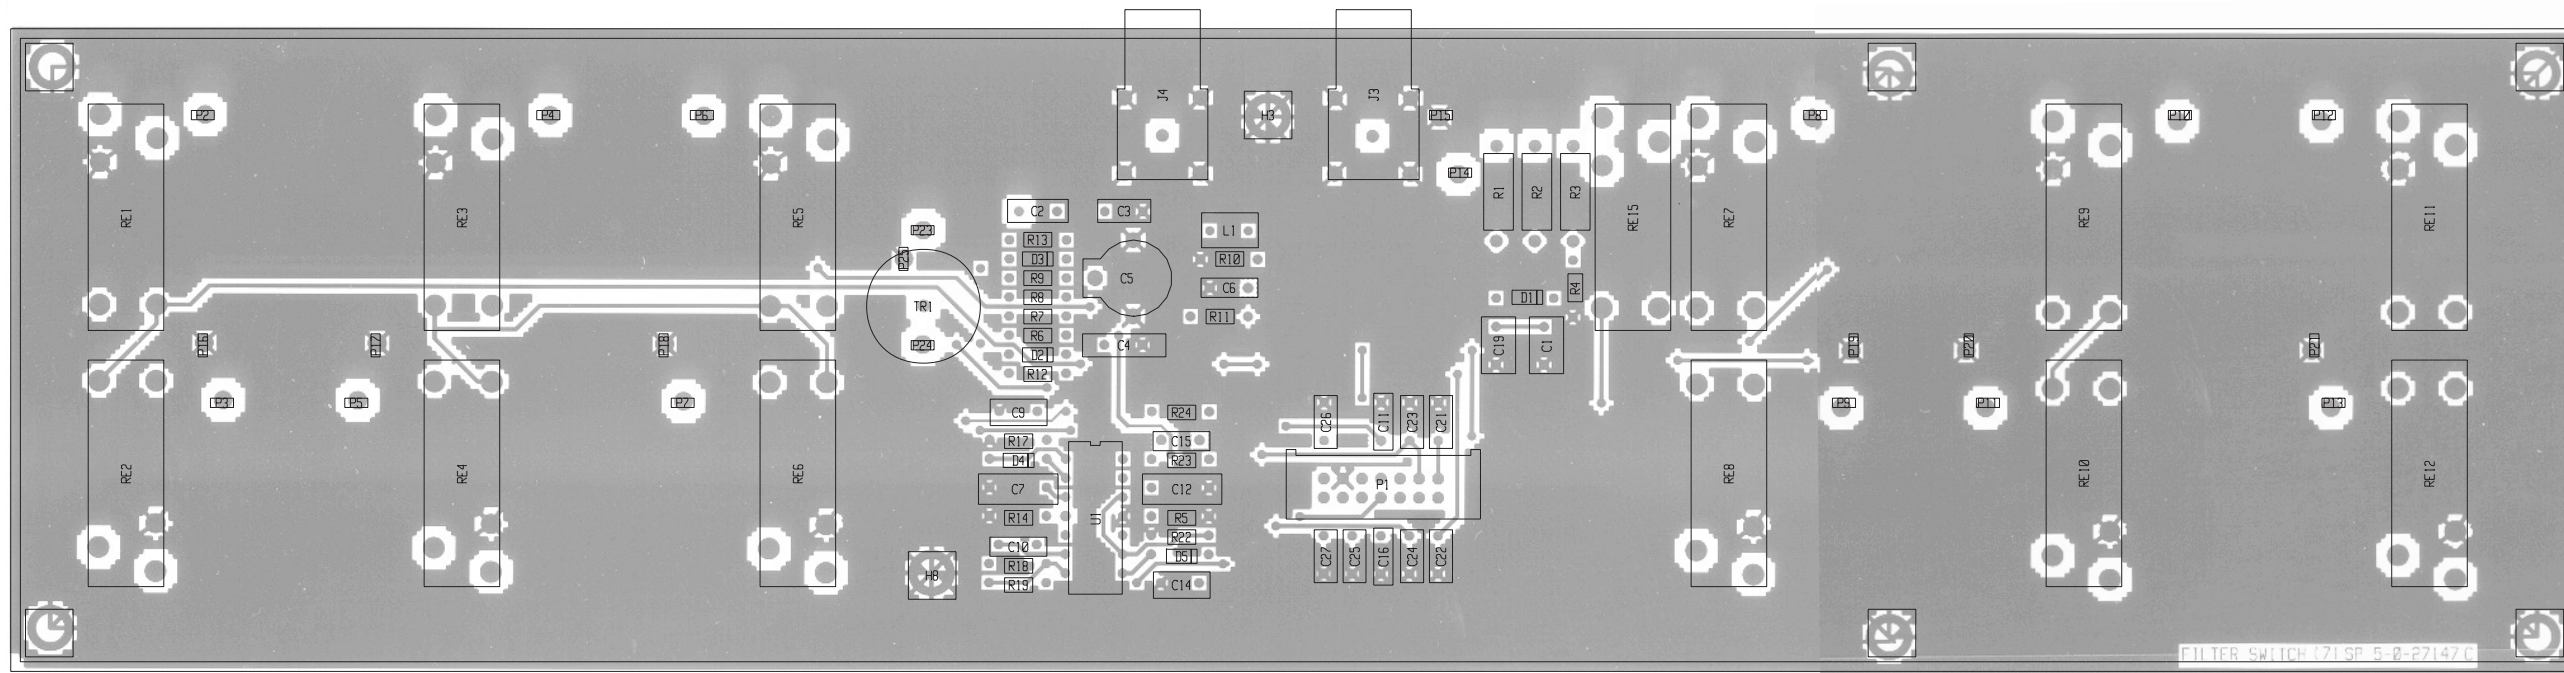 J4
J3
H3
P2
P4
P6
P15
P8
P10
P12
P14
RE1
RE3
RE5
R1
R2
R3
RE15
RE7
RE9
RE11
C2
C3
P23
L1
R13
P25
D3
R10
R9
C5
C6
R4
R8
D1
TR1
R7
R11
R6
P16
P17
P18
P24
C4
C19
C1
P19
P20
P21
D2
R12
P3
P5
P7
P9
P11
P13
C9
R24
C26
C11
C23
C21
R17
C15
D4
R23
RE2
RE4
RE6
RE8
RE10
RE12
C7
C12
P1
R14
U1
R5
R22
C10
D5
C27
C25
C16
C24
C22
R18
H8
R19
C14
FILTER SWITCH (7) SP 5-0-27147 C